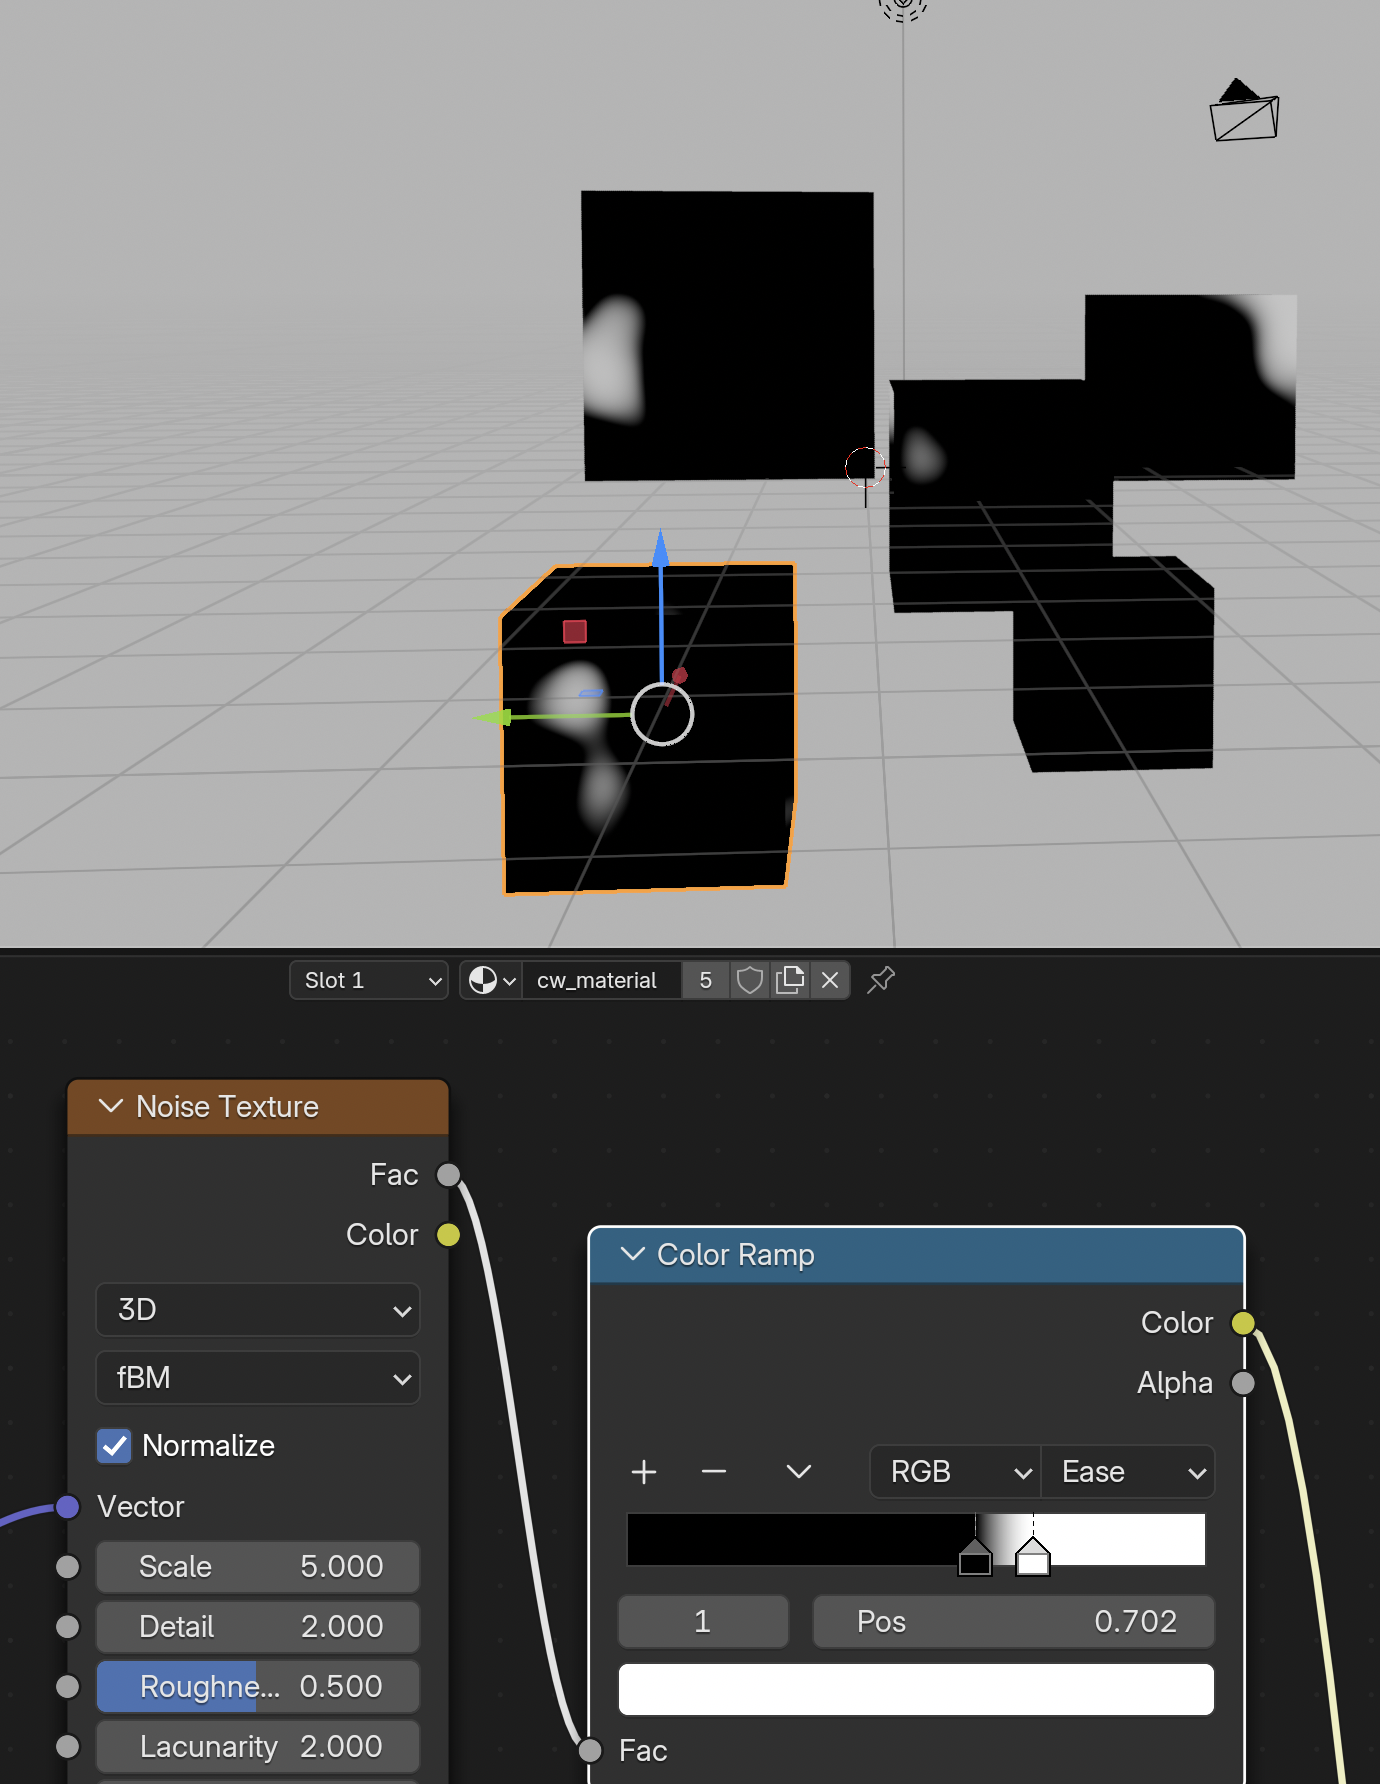 Slot 1
cw_material
5
Noise Texture
Fac
Color
3D
fBM
Normalize
Vector
Scale 5.000
Detail 2.000
Roughne... 0.500
Lacunarity 2.000
Color Ramp
Color
Alpha
RGB
Ease
1
Pos 0.702
Fac